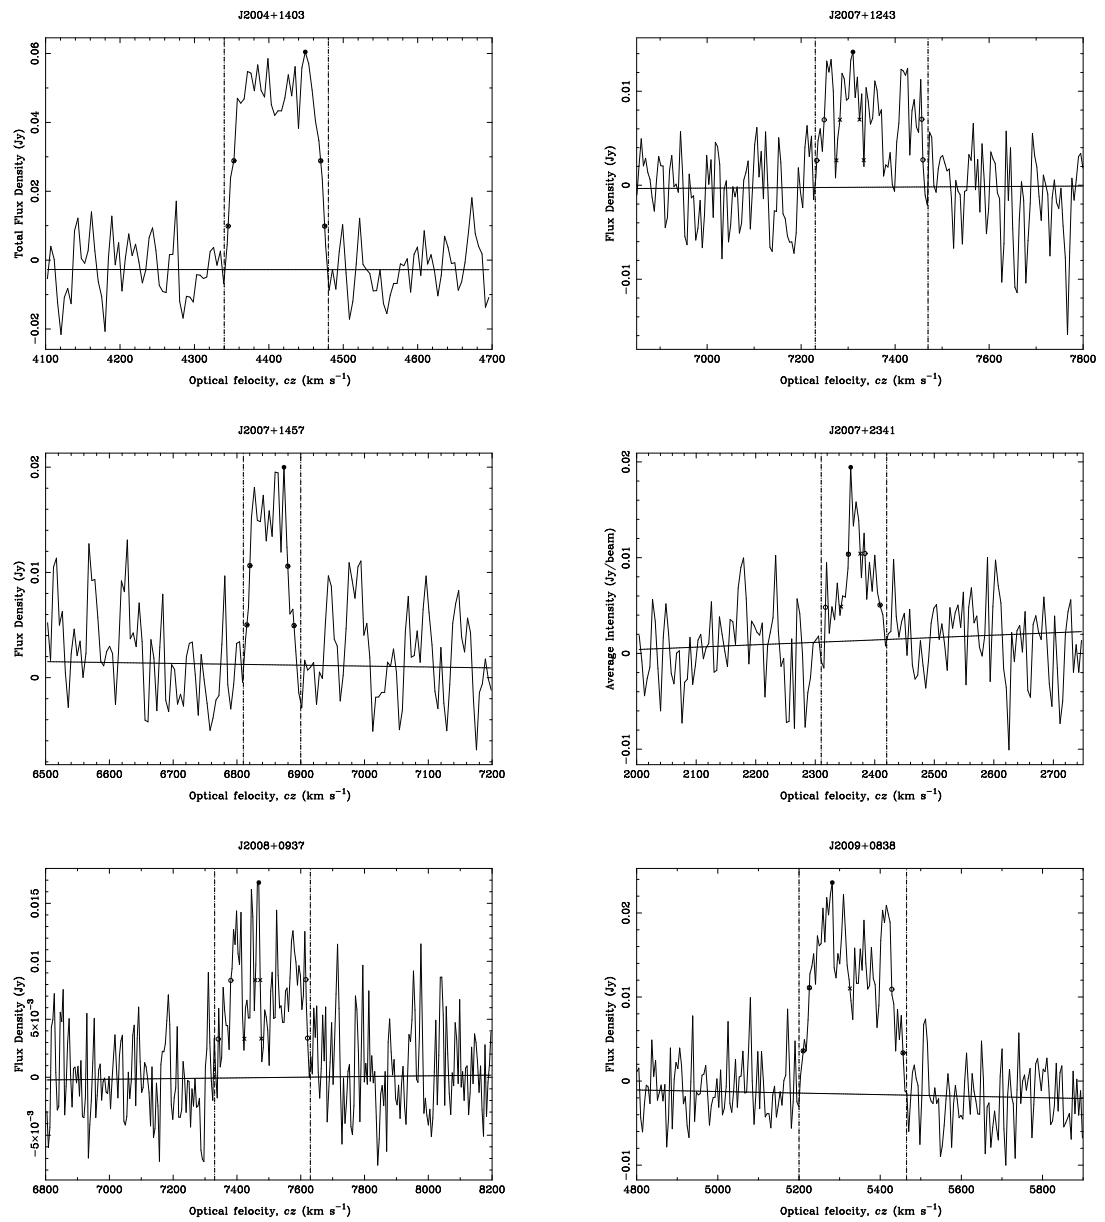 J2004+1403
Total Flux Density (Jy)
−0.02 0 0.02 0.04 0.06
4100 4200 4300 4400 4500 4600 4700
Optical felocity, cz (km s⁻¹)
J2007+1243
Flux Density (Jy)
−0.01 0 0.01
7000 7200 7400 7600 7800
Optical felocity, cz (km s⁻¹)
J2007+1457
Flux Density (Jy)
0 0.01 0.02
6500 6600 6700 6800 6900 7000 7100 7200
Optical felocity, cz (km s⁻¹)
J2007+2341
Average Intensity (Jy/beam)
−0.01 0 0.01 0.02
2000 2100 2200 2300 2400 2500 2600 2700
Optical felocity, cz (km s⁻¹)
J2008+0937
Flux Density (Jy)
−5×10⁻³ 0 5×10⁻³ 0.01 0.015
6800 7000 7200 7400 7600 7800 8000 8200
Optical felocity, cz (km s⁻¹)
J2009+0838
Flux Density (Jy)
−0.01 0 0.01 0.02
4800 5000 5200 5400 5600 5800
Optical felocity, cz (km s⁻¹)